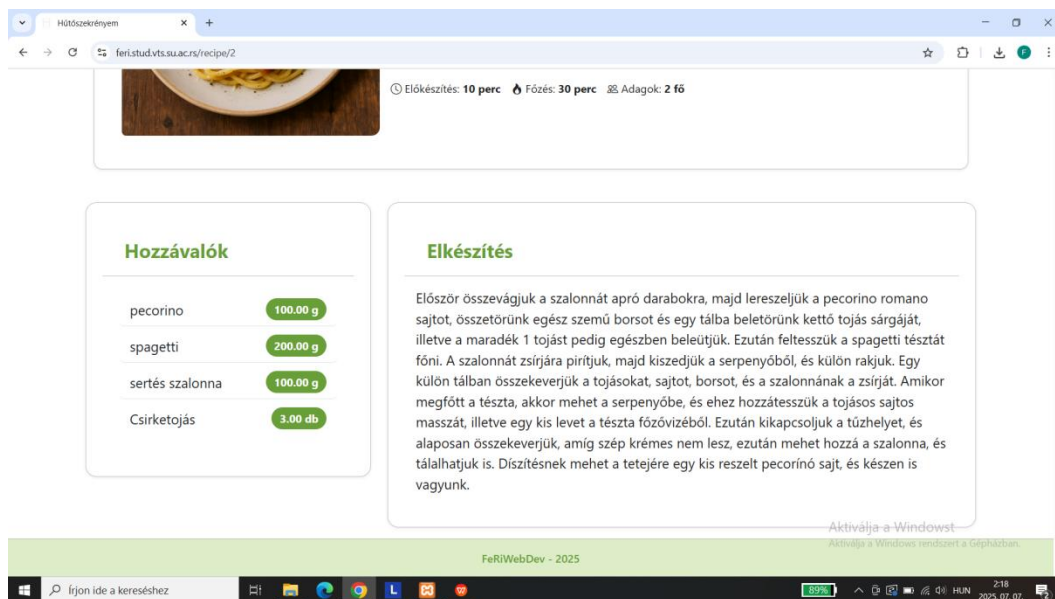 Hűtőszekrényem
feri.stud.vts.su.ac.rs/recipe/2
F
Előkészítés: 10 perc Főzés: 30 perc Adagok: 2 fő
Hozzávalók
pecorino 100.00 g
spagetti 200.00 g
sertés szalonna 100.00 g
Csirketojás 3.00 db
Elkészítés
Először összevágjuk a szalonnát apró darabokra, majd lereszeljük a pecorino romano
sajtot, összetörünk egész szemű borsot és egy tálba beletörünk kettő tojás sárgáját,
illetve a maradék 1 tojást pedig egészben beleütjük. Ezután feltesszük a spagetti tésztát
főni. A szalonnát zsírjára pirítjuk, majd kiszedjük a serpenyőből, és külön rakjuk. Egy
külön tálban összekeverjük a tojásokat, sajtot, borsot, és a szalonnának a zsírját. Amikor
megfőtt a tészta, akkor mehet a serpenyőbe, és ehez hozzátesszük a tojásos sajtos
masszát, illetve egy kis levet a tészta főzővizéből. Ezután kikapcsoljuk a tűzhelyet, és
alaposan összekeverjük, amíg szép krémes nem lesz, ezután mehet hozzá a szalonna, és
tálalhatjuk is. Díszítésnek mehet a tetejére egy kis reszelt pecorínó sajt, és készen is
vagyunk.
Aktiválja a Windowst
Aktiválja a Windows rendszert a Gépházban.
FeRiWebDev - 2025
Írjon ide a kereséshez
L
89%
HUN
2:18
2025. 07. 07.
2